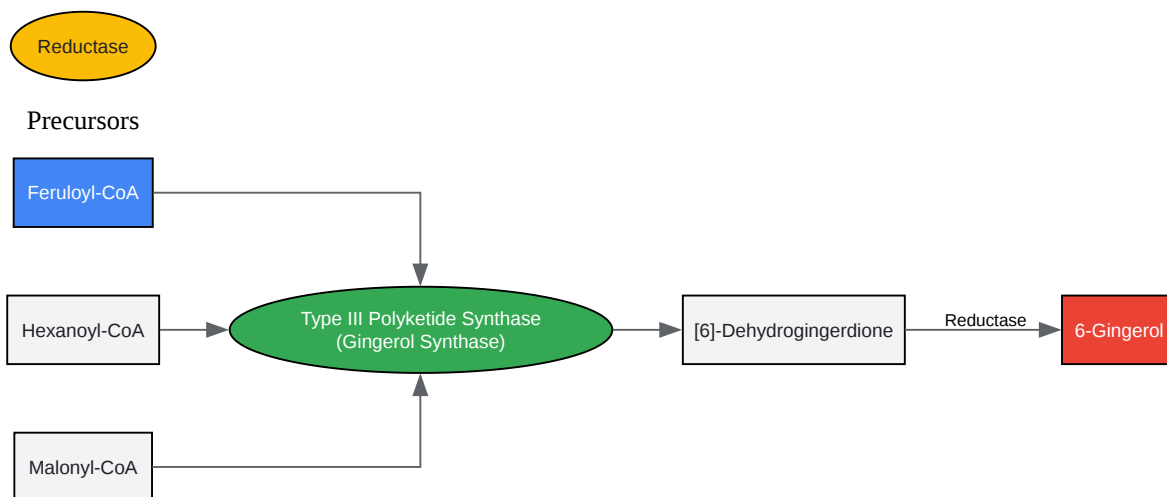 Reductase
Precursors
Feruloyl-CoA
Hexanoyl-CoA
Malonyl-CoA
Type III Polyketide Synthase
(Gingerol Synthase)
[6]-Dehydrogingerdione
Reductase
6-Gingerol